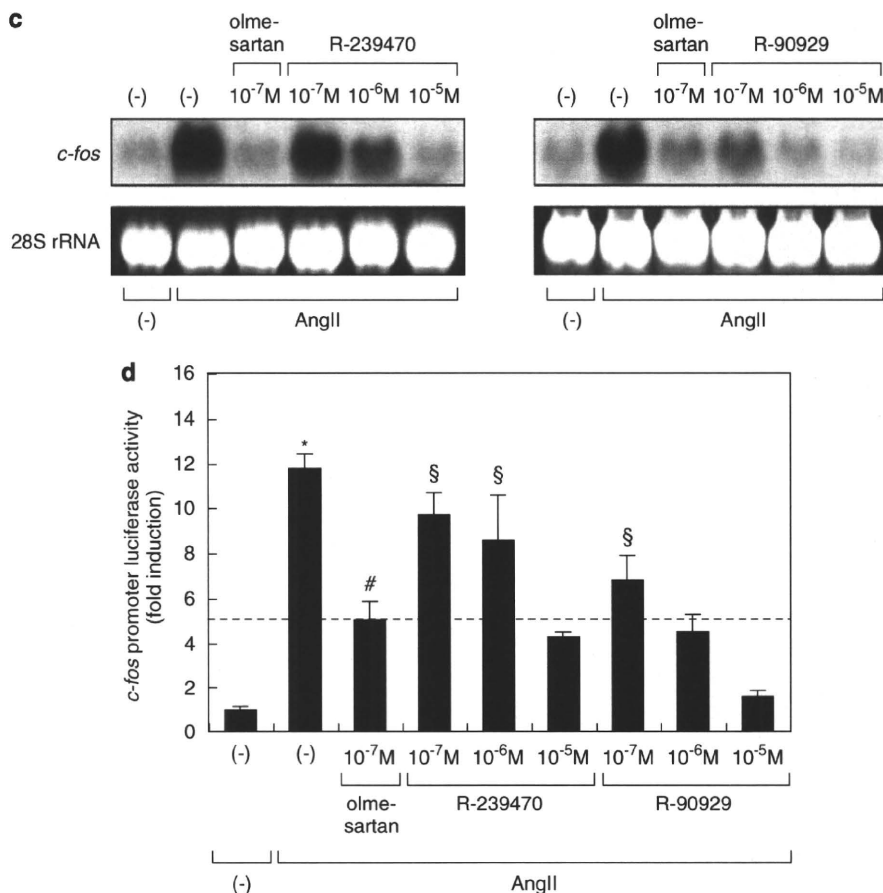 c
olme-
sartan R-239470
(-) (-) 10⁻⁷M 10⁻⁷M 10⁻⁶M 10⁻⁵M
c-fos
28S rRNA
(-) AngII
olme-
sartan R-90929
(-) (-) 10⁻⁷M 10⁻⁷M 10⁻⁶M 10⁻⁵M
(-) AngII
d
c-fos promoter luciferase activity
(fold induction)
16
14
12
10
8
6
4
2
0
* # § § §
(-) (-) 10⁻⁷M 10⁻⁷M 10⁻⁶M 10⁻⁵M 10⁻⁷M 10⁻⁶M 10⁻⁵M
olme-
sartan R-239470 R-90929
(-) AngII